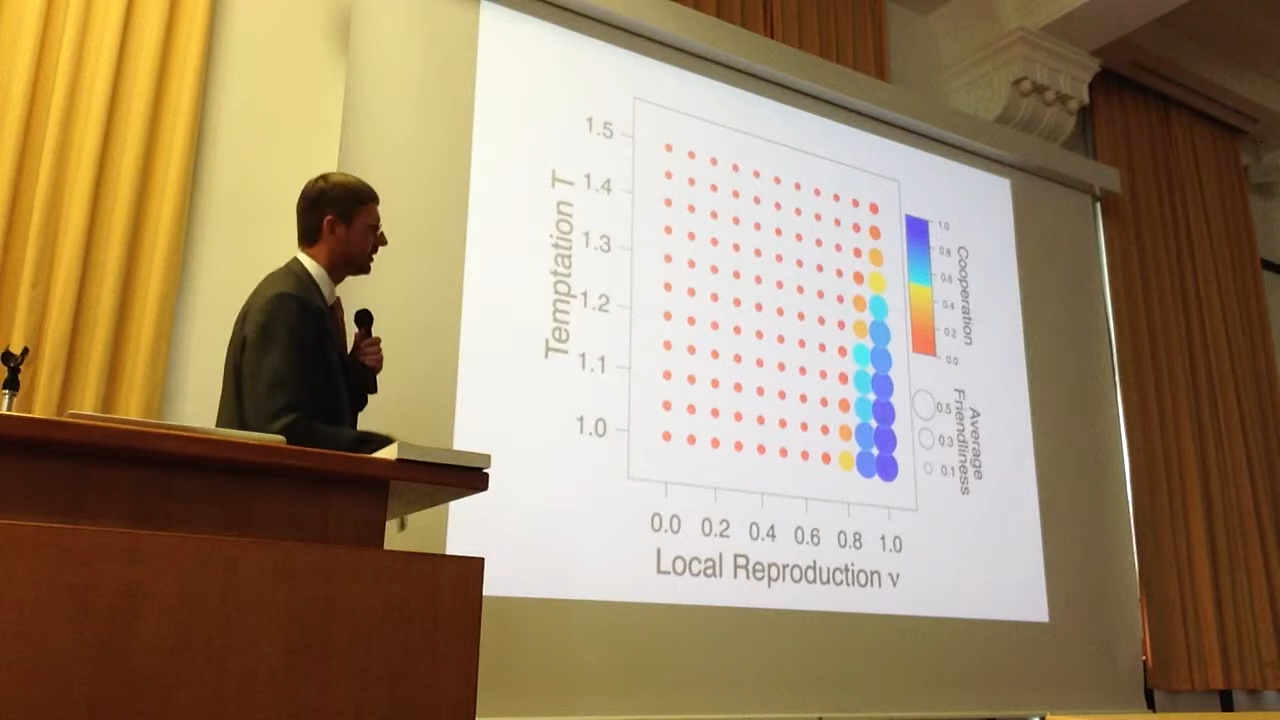 Temptation T
1.5
1.4
1.3
1.2
1.1
1.0
0.0 0.2 0.4 0.6 0.8 1.0
Local Reproduction ν
1.0
0.8
0.6
0.4
0.2
0.0
Cooperation
0.5
0.3
0.1
Average
Friendliness